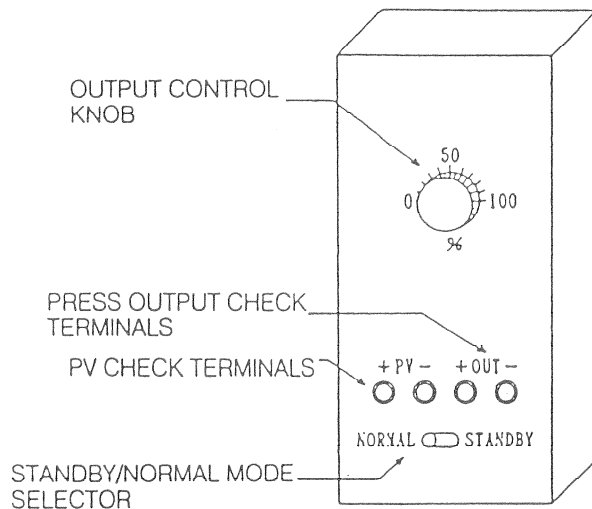 OUTPUT CONTROL
KNOB
50
0
100
%
PRESS OUTPUT CHECK
TERMINALS
PV CHECK TERMINALS
+ PV -
+ OUT -
NORMAL
STANDBY
STANDBY/NORMAL MODE
SELECTOR